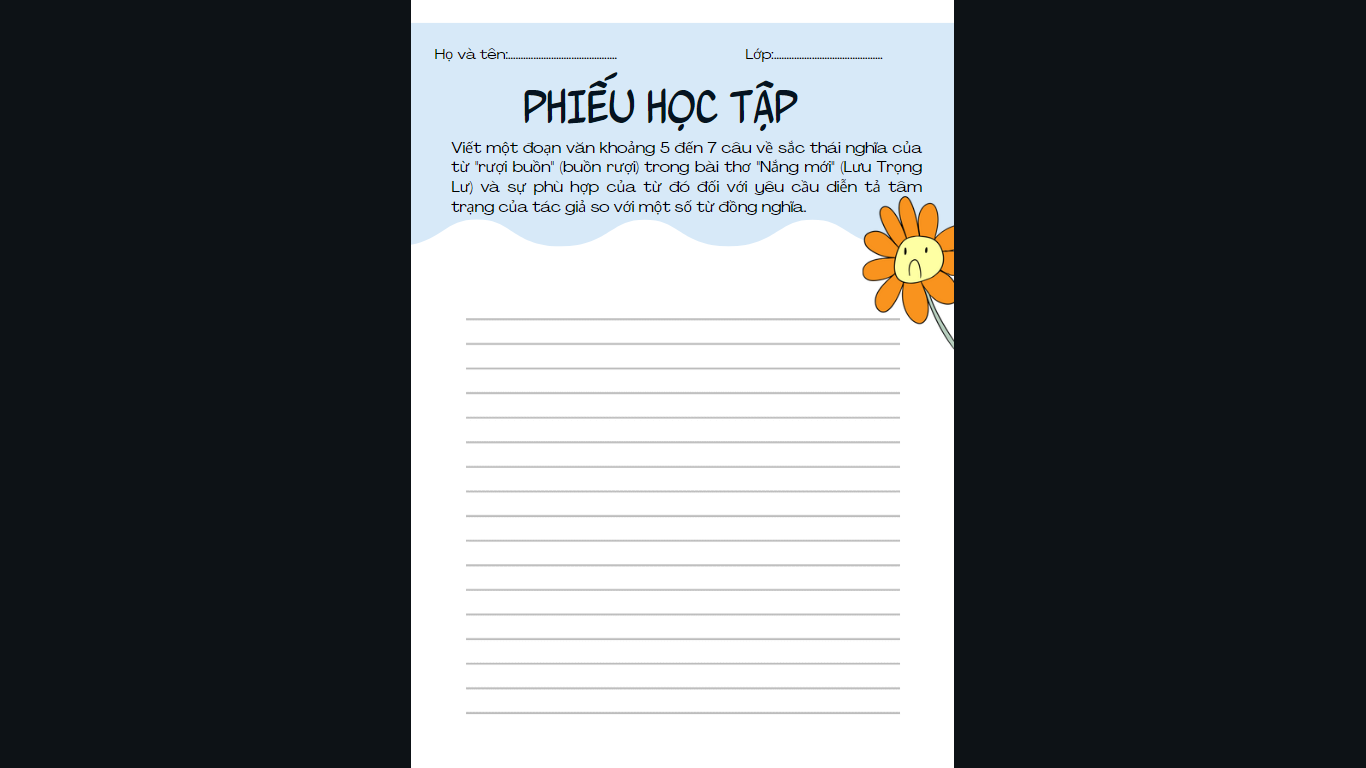 Họ và tên:............................................
Lớp:............................................
PHIẾU HỌC TẬP
Viết một đoạn văn khoảng 5 đến 7 câu về sắc thái nghĩa của
từ "rượi buồn" (buồn rượi) trong bài thơ "Nắng mới" (Lưu Trọng
Lư) và sự phù hợp của từ đó đối với yêu cầu diễn tả tâm
trạng của tác giả so với một số từ đồng nghĩa.